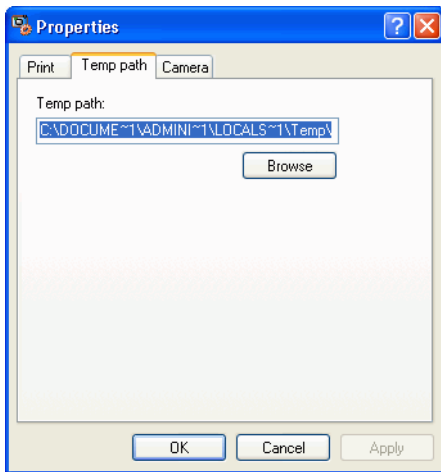 Properties
Print Temp path Camera
Temp path:
C:\DOCUME~1\ADMINI~1\LOCALS~1\Temp\
Browse
OK Cancel Apply